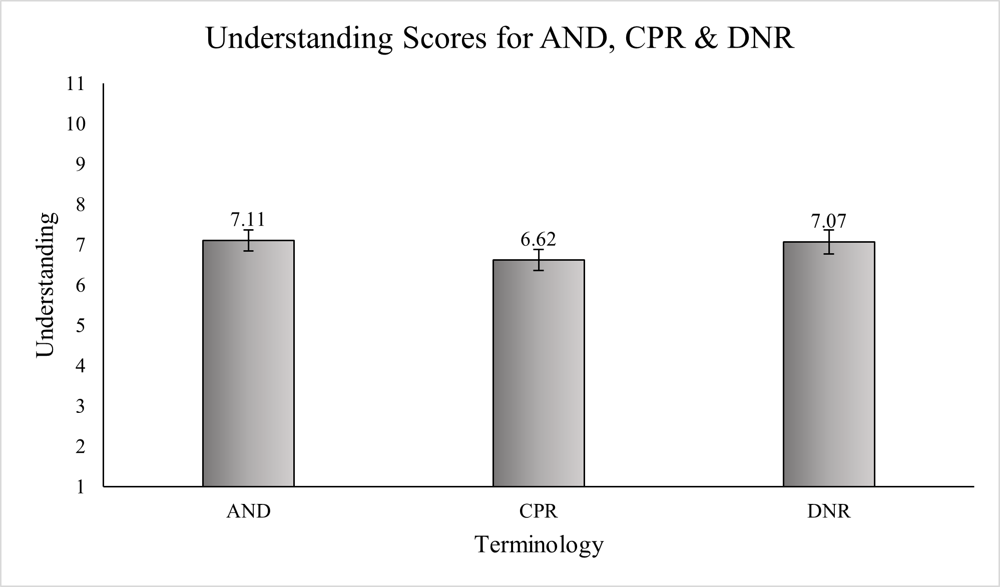 Understanding Scores for AND, CPR & DNR
11
10
9
8
7
6
5
4
3
2
1
Understanding
7.11
6.62
7.07
AND
CPR
DNR
Terminology